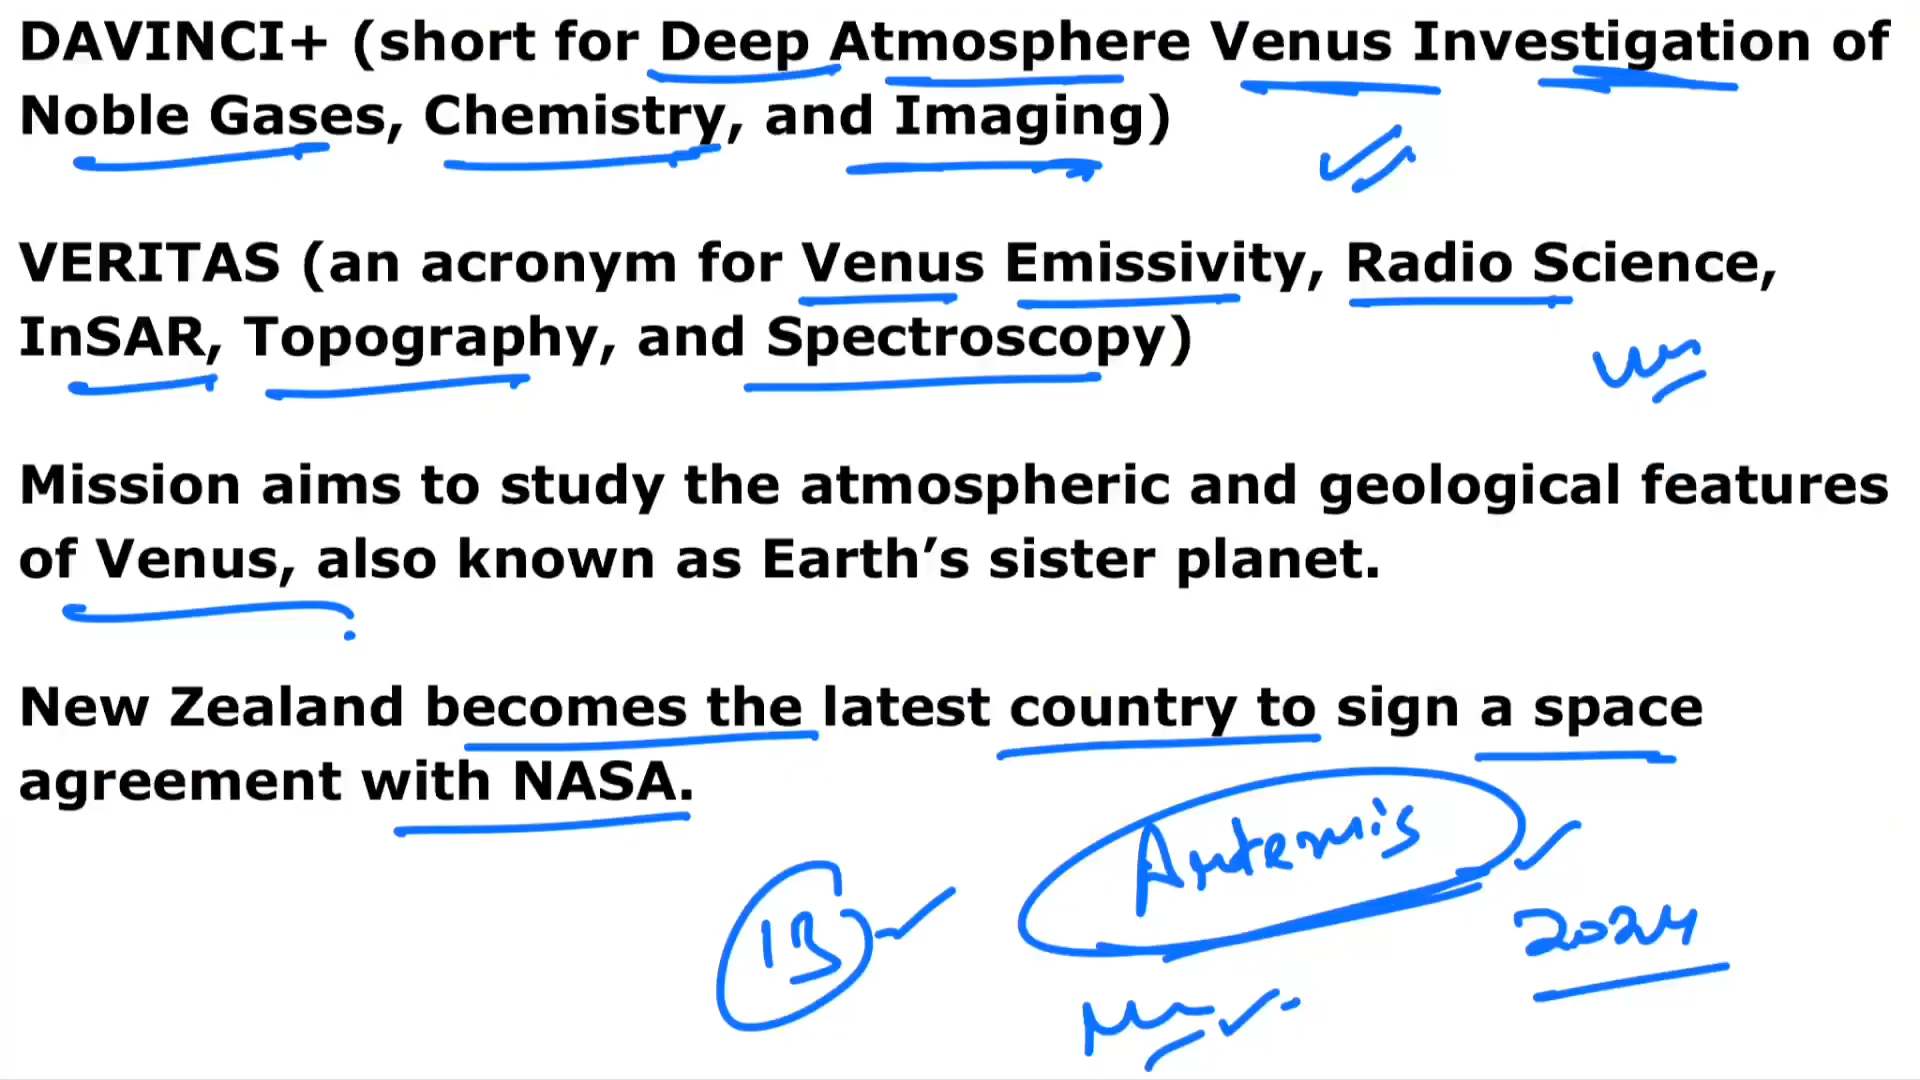 DAVINCI+ (short for Deep Atmosphere Venus Investigation of
Noble Gases, Chemistry, and Imaging)
VERITAS (an acronym for Venus Emissivity, Radio Science,
InSAR, Topography, and Spectroscopy)
Mission aims to study the atmospheric and geological features
of Venus, also known as Earth’s sister planet.
New Zealand becomes the latest country to sign a space
agreement with NASA.
Artemis
13
2024